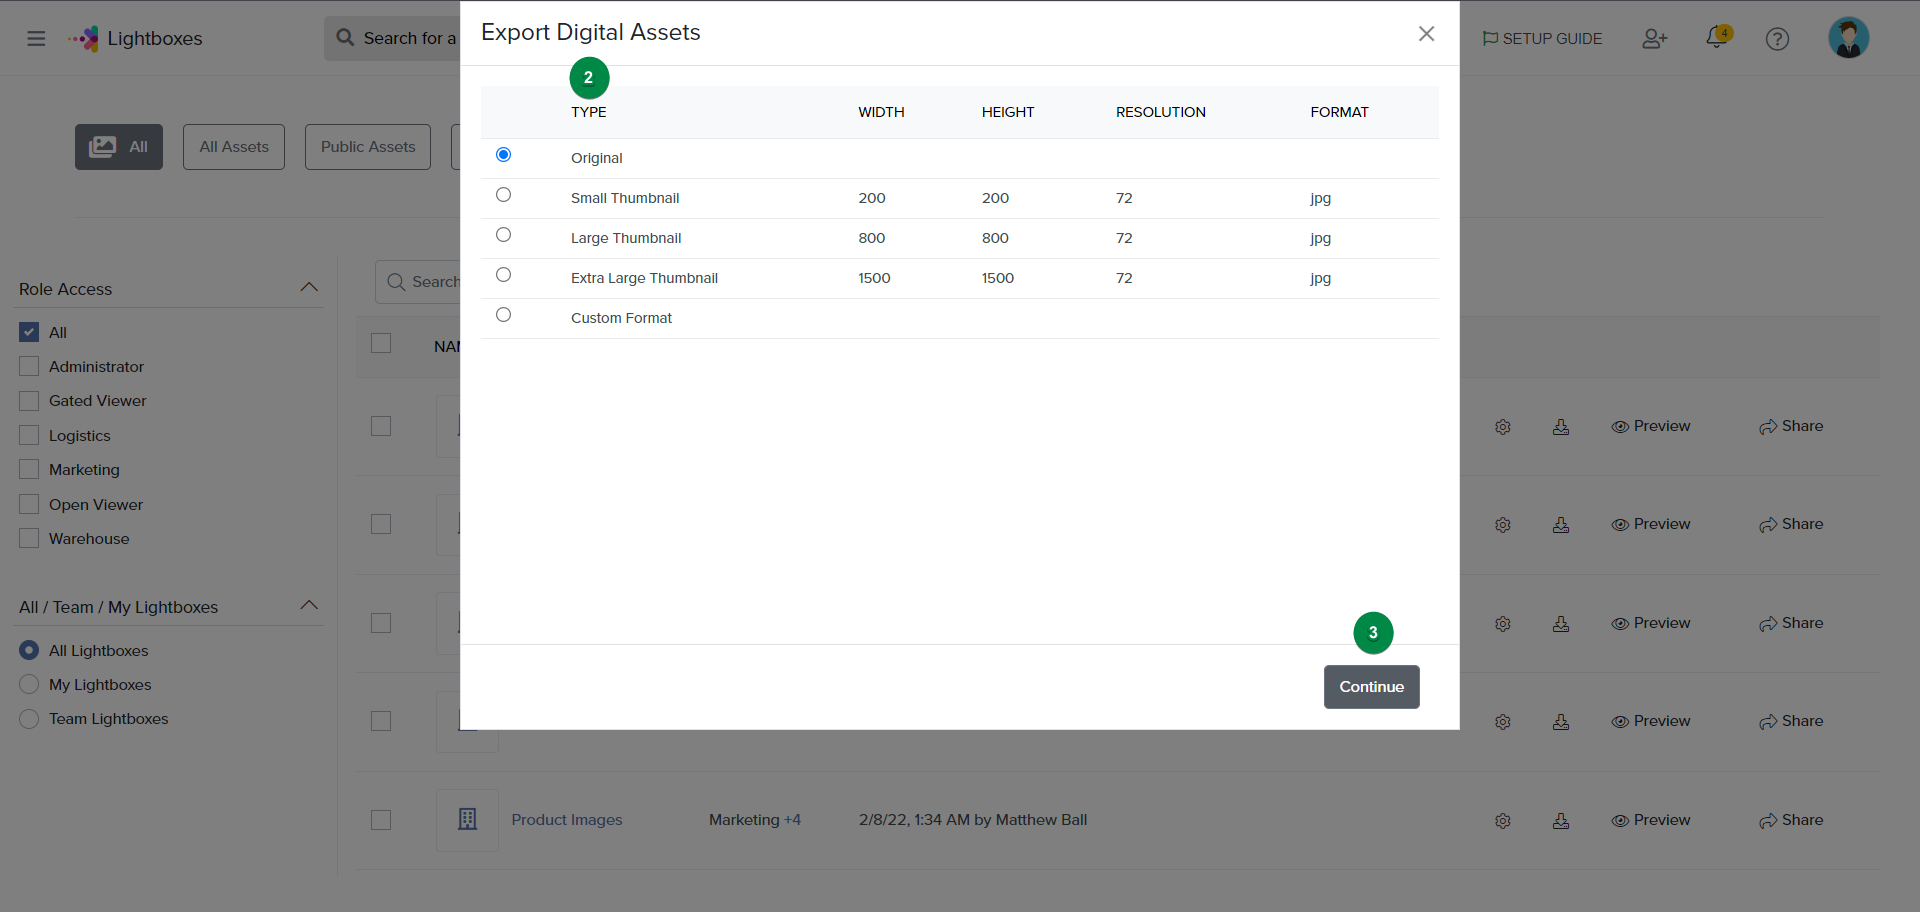 Lightboxes
Search for a
SETUP GUIDE
4
?
Export Digital Assets
2
TYPE WIDTH HEIGHT RESOLUTION FORMAT
Original
Small Thumbnail 200 200 72 jpg
Large Thumbnail 800 800 72 jpg
Extra Large Thumbnail 1500 1500 72 jpg
Custom Format
3
Continue
All
All Assets
Public Assets
Role Access
All
Administrator
Gated Viewer
Logistics
Marketing
Open Viewer
Warehouse
All / Team / My Lightboxes
All Lightboxes
My Lightboxes
Team Lightboxes
Search
Preview Share
Preview Share
Preview Share
Preview Share
Product Images Marketing +4 2/8/22, 1:34 AM by Matthew Ball Preview Share